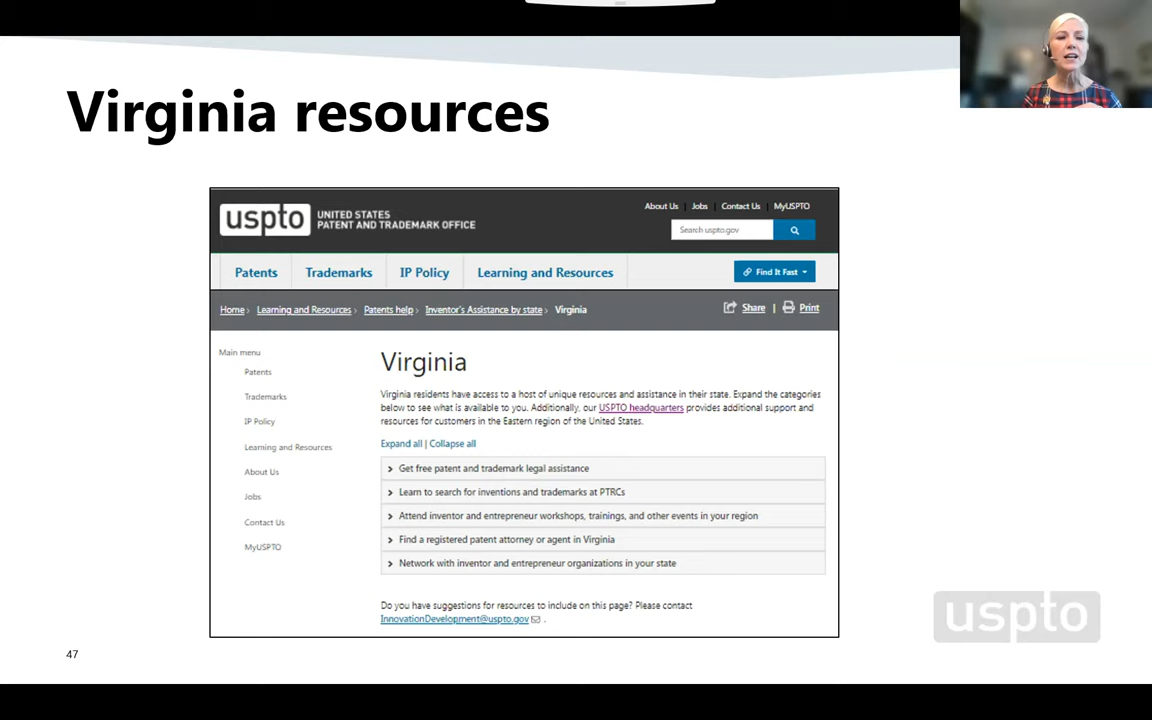 Virginia resources
uspto UNITED STATES
PATENT AND TRADEMARK OFFICE
About Us | Jobs | Contact Us | MyUSPTO
Search uspto.gov
Patents Trademarks IP Policy Learning and Resources Find It Fast
Home › Learning and Resources › Patents help › Inventor's Assistance by state › Virginia Share | Print
Main menu
Patents
Trademarks
IP Policy
Learning and Resources
About Us
Jobs
Contact Us
MyUSPTO
Virginia
Virginia residents have access to a host of unique resources and assistance in their state. Expand the categories
below to see what is available to you. Additionally, our USPTO headquarters provides additional support and
resources for customers in the Eastern region of the United States.
Expand all | Collapse all
Get free patent and trademark legal assistance
Learn to search for inventions and trademarks at PTRCs
Attend inventor and entrepreneur workshops, trainings, and other events in your region
Find a registered patent attorney or agent in Virginia
Network with inventor and entrepreneur organizations in your state
Do you have suggestions for resources to include on this page? Please contact
InnovationDevelopment@uspto.gov .
uspto
47